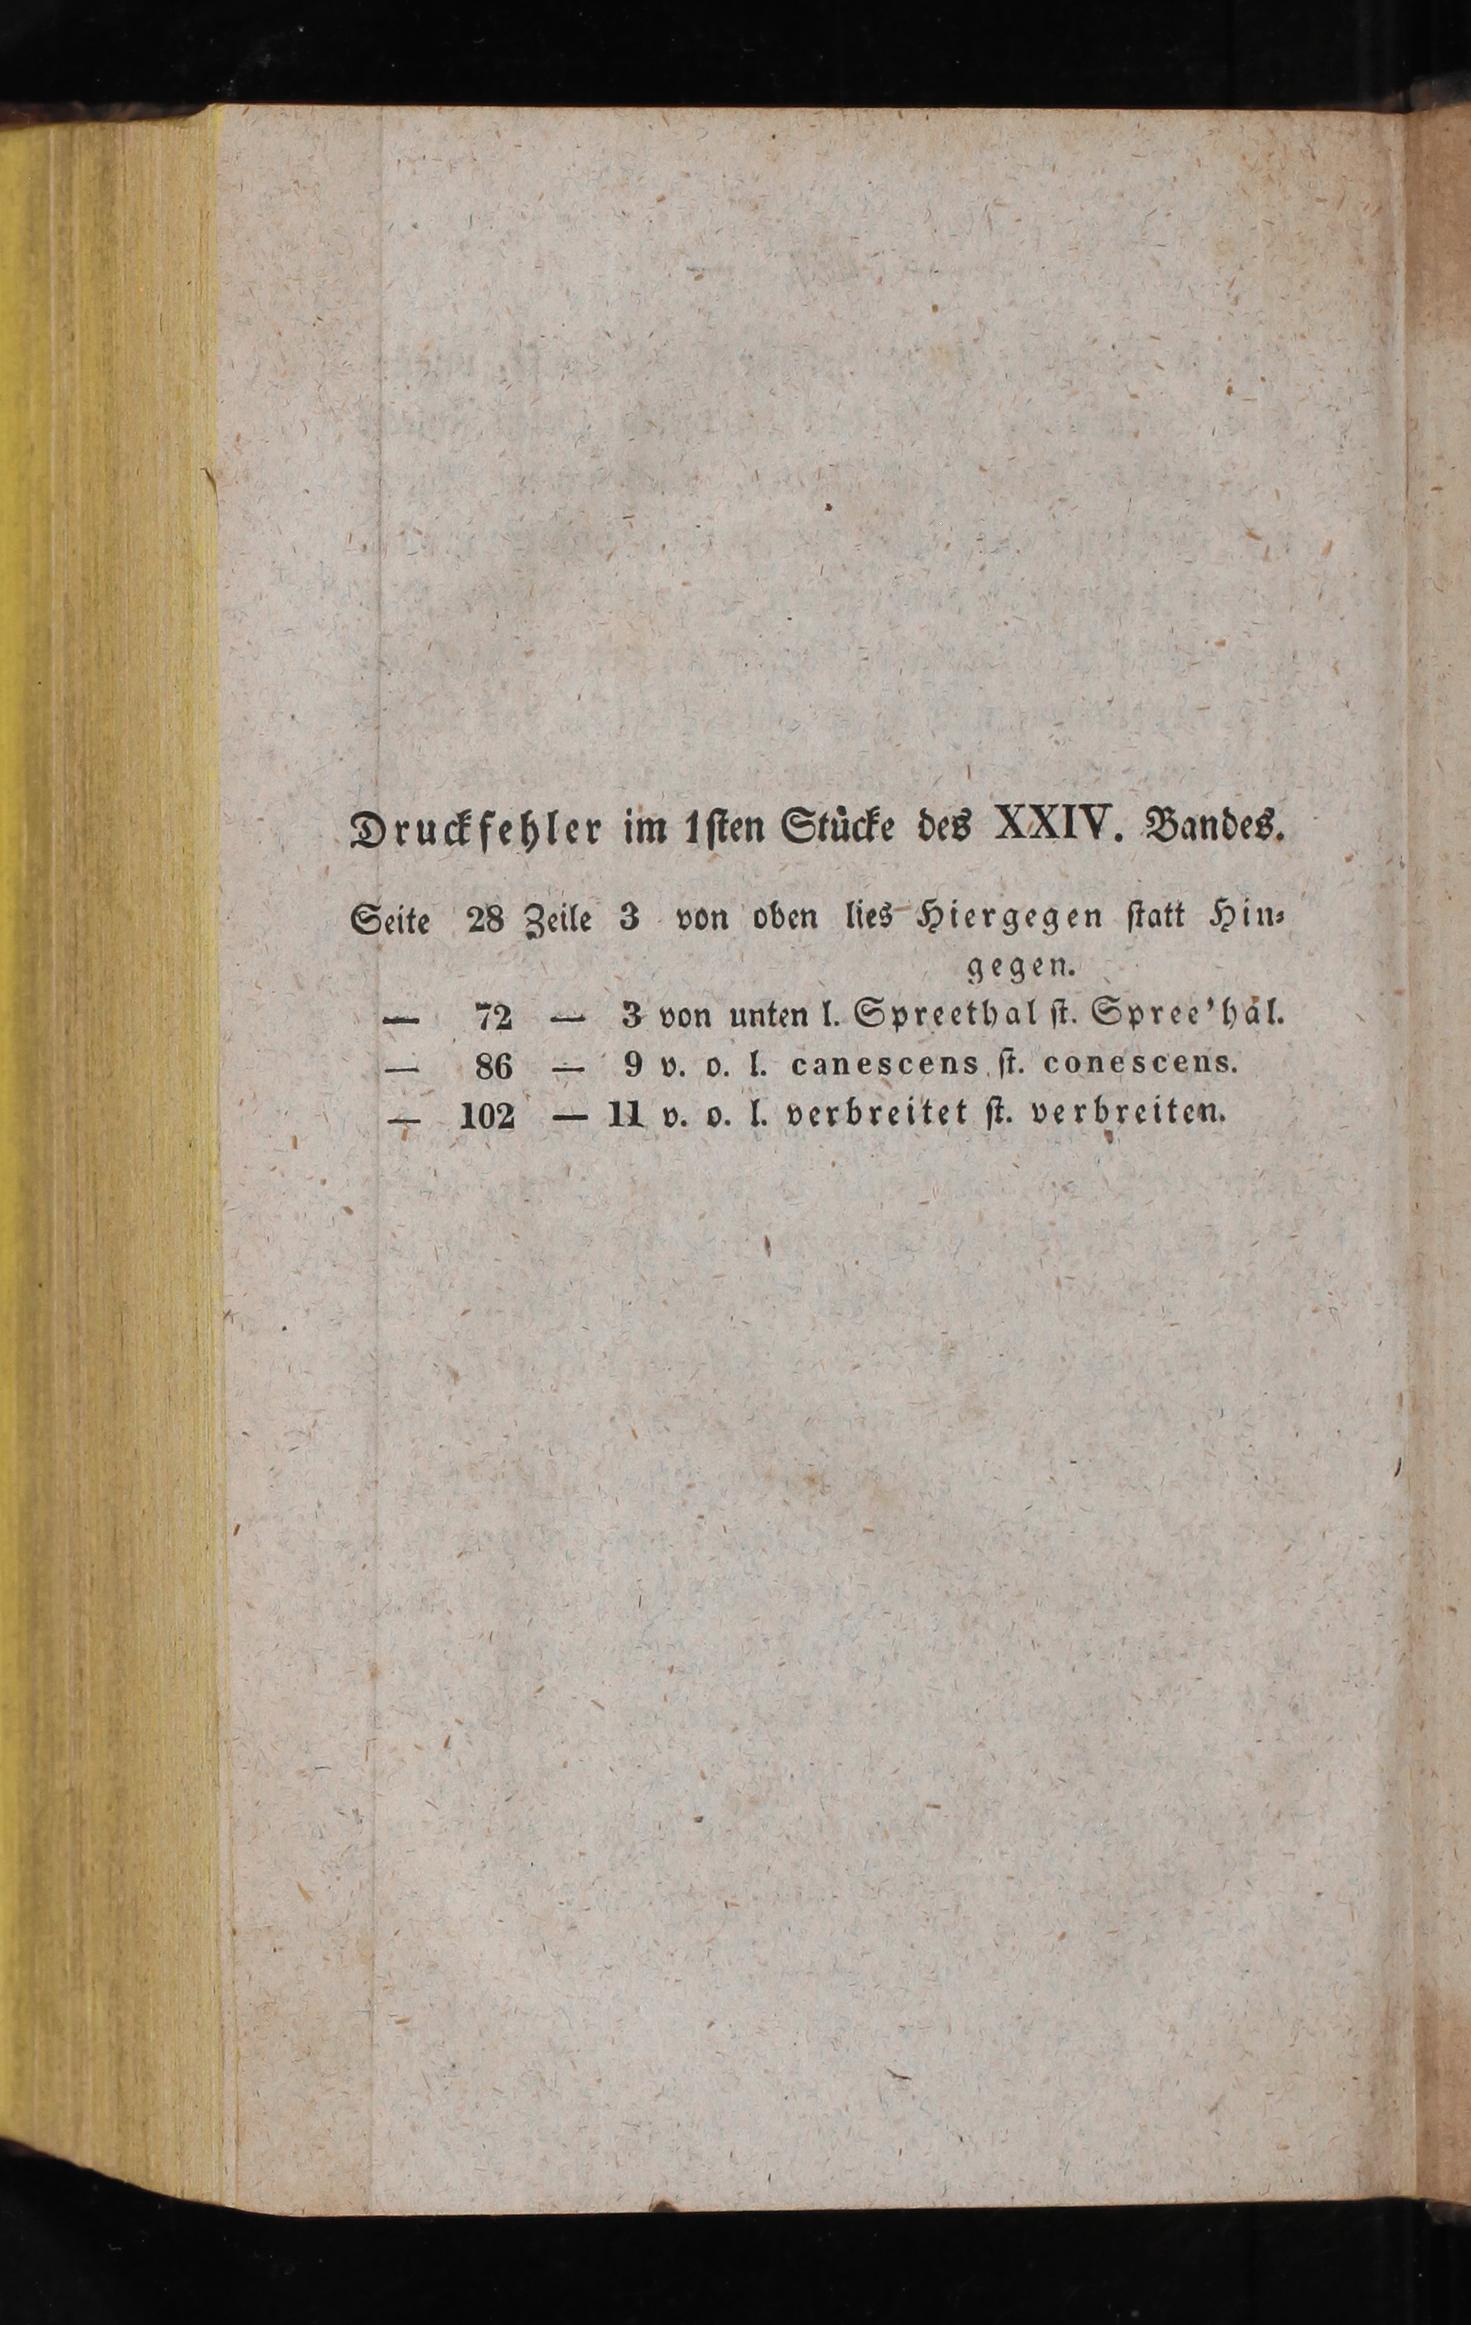 Druckfehler im 1sten Stücke des XXIV. Bandes.
Seite 28 Zeile 3 von oben lies Hiergegen statt Hin-
gegen.
— 72 — 3 von unten l. Spreethal st. Spree'häl.
— 86 — 9 v. o. l. canescens st. conescens.
— 102 — 11 v. o. l. verbreitet st. verbreiten.